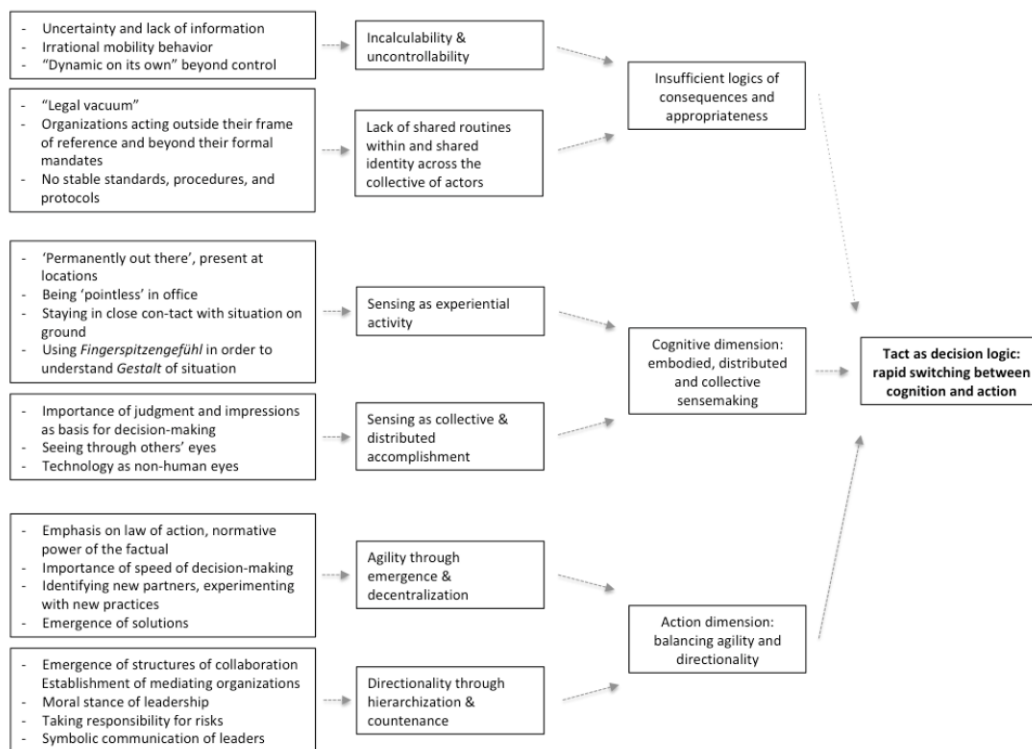 - Uncertainty and lack of information
- Irrational mobility behavior
- “Dynamic on its own” beyond control
Incalculability &
uncontrollability
- “Legal vacuum”
- Organizations acting outside their frame
of reference and beyond their formal
mandates
- No stable standards, procedures, and
protocols
Lack of shared routines
within and shared
identity across the
collective of actors
Insufficient logics of
consequences and
appropriateness
- ‘Permanently out there’, present at
locations
- Being ‘pointless’ in office
- Staying in close con-tact with situation on
ground
- Using Fingerspitzengefühl in order to
understand Gestalt of situation
Sensing as experiential
activity
- Importance of judgment and impressions
as basis for decision-making
- Seeing through others’ eyes
- Technology as non-human eyes
Sensing as collective &
distributed
accomplishment
Cognitive dimension:
embodied, distributed
and collective
sensemaking
Tact as decision logic:
rapid switching between
cognition and action
- Emphasis on law of action, normative
power of the factual
- Importance of speed of decision-making
- Identifying new partners, experimenting
with new practices
- Emergence of solutions
Agility through
emergence &
decentralization
- Emergence of structures of collaboration
Establishment of mediating organizations
- Moral stance of leadership
- Taking responsibility for risks
- Symbolic communication of leaders
Directionality through
hierarchization &
countenance
Action dimension:
balancing agility and
directionality